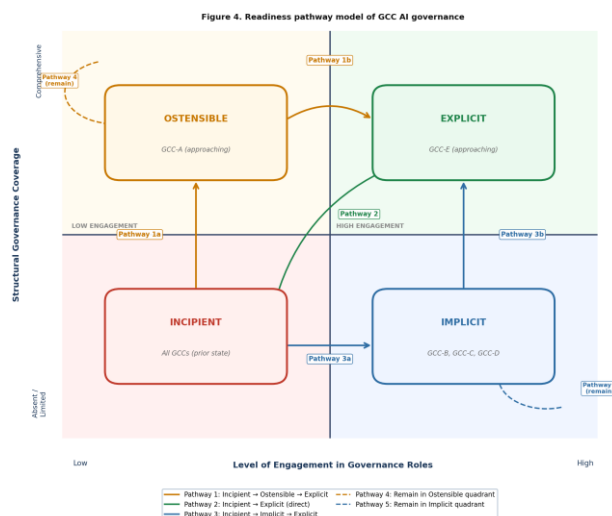 Figure 4. Readiness pathway model of GCC AI governance
Comprehensive
Pathway 4
(remain)
Pathway 1b
OSTENSIBLE
GCC-A (approaching)
EXPLICIT
GCC-E (approaching)
Structural Governance Coverage
Pathway 2
LOW ENGAGEMENT
HIGH ENGAGEMENT
Pathway 1a
Pathway 3b
INCIPIENT
All GCCs (prior state)
IMPLICIT
GCC-B, GCC-C, GCC-D
Pathway 3a
Absent /
Limited
Pathway
(remain
Low
Level of Engagement in Governance Roles
High
Pathway 1: Incipient → Ostensible → Explicit
Pathway 2: Incipient → Explicit (direct)
Pathway 3: Incipient → Implicit → Explicit
Pathway 4: Remain in Ostensible quadrant
Pathway 5: Remain in Implicit quadrant